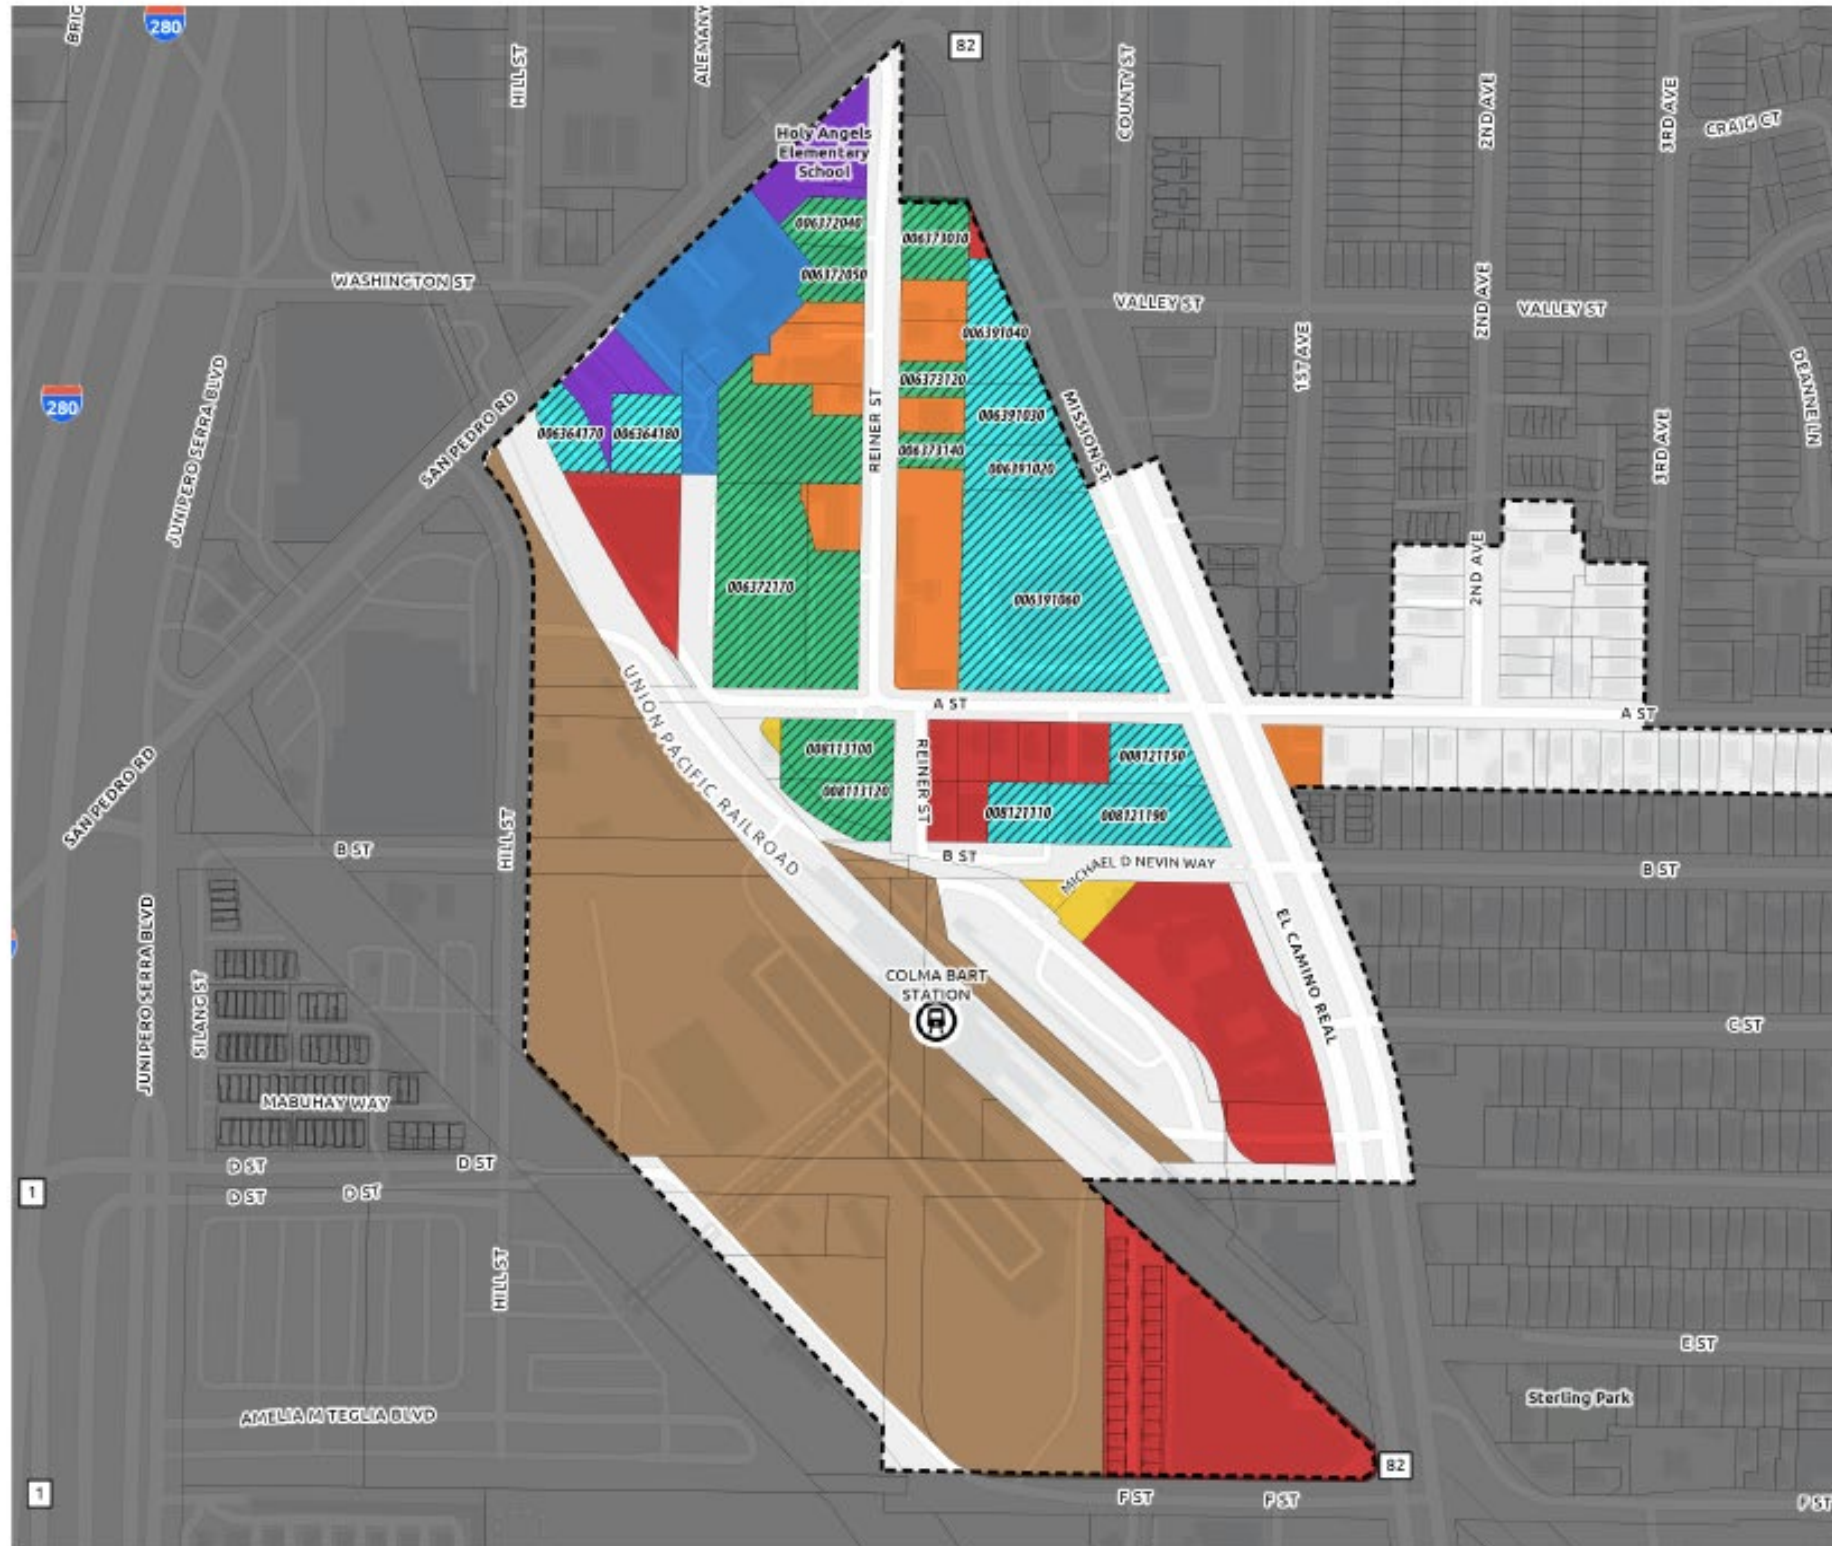 280
HILL ST
82
COUNTY ST
2ND AVE
3RD AVE
CRAIG CT
Holy Angels
Elementary
School
006372040
006373030
006372050
WASHINGTON ST
VALLEY ST
2ND AVE
VALLEY ST
006391040
1ST AVE
DEANNE LN
280
JUNIPERO SERRA BLVD
SAN PEDRO RD
006364170
006364180
REINER ST
006373120
006391030
006373140
006391020
MISSION ST
3RD AVE
006372170
006391060
2ND AVE
UNION PACIFIC RAILROAD
A ST
A ST
SAN PEDRO RD
008113100
REINER ST
008121150
008113120
008121110
008121190
HILL ST
B ST
B ST
MICHAEL D NEVIN WAY
B ST
JUNIPERO SERRA BLVD
SILANG ST
COLMA BART
STATION
EL CAMINO REAL
C ST
MABUHAY WAY
D ST
D ST
1
D ST
D ST
HILL ST
E ST
AMELIA M TEGLIA BLVD
Sterling Park
82
1
F ST
F ST
F ST